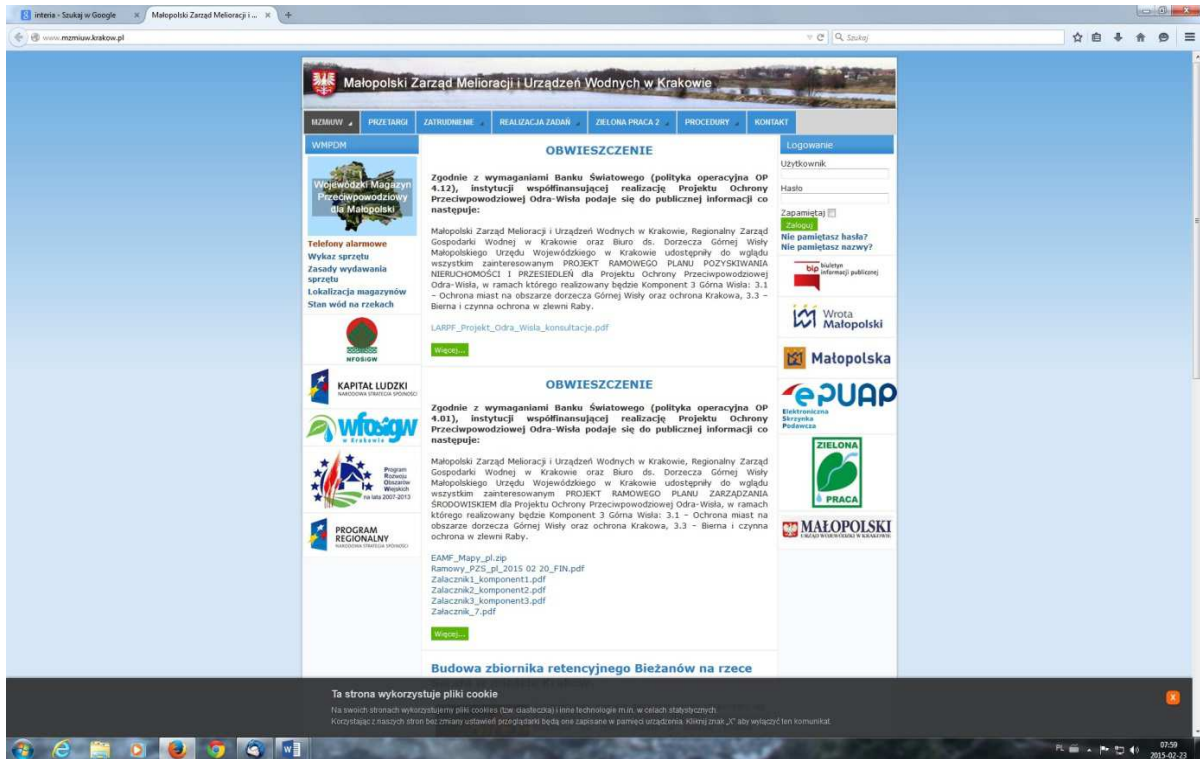 interia - Szukaj w Google
Małopolski Zarząd Melioracji i ...
www.mzmiuw.krakow.pl
Szukaj
Małopolski Zarząd Melioracji i Urządzeń Wodnych w Krakowie
MZMIUW
PRZETARGI
ZATRUDNIENIE
REALIZACJA ZADAŃ
ZIELONA PRACA 2
PROCEDURY
KONTAKT
WMPDM
Wojewódzki Magazyn
Przeciwpowodziowy
dla Małopolski
Telefony alarmowe
Wykaz sprzętu
Zasady wydawania
sprzętu
Lokalizacja magazynów
Stan wód na rzekach
NFOŚiGW
KAPITAŁ LUDZKI
NARODOWA STRATEGIA SPÓJNOŚCI
wfośigw
w Krakowie
Program
Rozwoju
Obszarów
Wiejskich
na lata 2007-2013
PROGRAM
REGIONALNY
NARODOWA STRATEGIA SPÓJNOŚCI
OBWIESZCZENIE
Zgodnie z wymaganiami Banku Światowego (polityka operacyjna OP
4.12), instytucji współfinansującej realizację Projektu Ochrony
Przeciwpowodziowej Odra-Wisła podaje się do publicznej informacji co
następuje:
Małopolski Zarząd Melioracji i Urządzeń Wodnych w Krakowie, Regionalny Zarząd
Gospodarki Wodnej w Krakowie oraz Biuro ds. Dorzecza Górnej Wisły
Małopolskiego Urzędu Wojewódzkiego w Krakowie udostępniły do wglądu
wszystkim zainteresowanym PROJEKT RAMOWEGO PLANU POZYSKIWANIA
NIERUCHOMOŚCI I PRZESIEDLEŃ dla Projektu Ochrony Przeciwpowodziowej
Odra-Wisła, w ramach którego realizowany będzie Komponent 3 Górna Wisła: 3.1
– Ochrona miast na obszarze dorzecza Górnej Wisły oraz ochrona Krakowa, 3.3 –
Bierna i czynna ochrona w zlewni Raby.
LARPF_Projekt_Odra_Wisla_konsultacje.pdf
Więcej...
OBWIESZCZENIE
Zgodnie z wymaganiami Banku Światowego (polityka operacyjna OP
4.01), instytucji współfinansującej realizację Projektu Ochrony
Przeciwpowodziowej Odra-Wisła podaje się do publicznej informacji co
następuje:
Małopolski Zarząd Melioracji i Urządzeń Wodnych w Krakowie, Regionalny Zarząd
Gospodarki Wodnej w Krakowie oraz Biuro ds. Dorzecza Górnej Wisły
Małopolskiego Urzędu Wojewódzkiego w Krakowie udostępniły do wglądu
wszystkim zainteresowanym PROJEKT RAMOWEGO PLANU ZARZĄDZANIA
ŚRODOWISKIEM dla Projektu Ochrony Przeciwpowodziowej Odra-Wisła, w ramach
którego realizowany będzie Komponent 3 Górna Wisła: 3.1 – Ochrona miast na
obszarze dorzecza Górnej Wisły oraz ochrona Krakowa, 3.3 – Bierna i czynna
ochrona w zlewni Raby.
EAMF_Mapy_pl.zip
Ramowy_PZS_pl_2015 02 20_FIN.pdf
Zalacznik1_komponent1.pdf
Zalacznik2_komponent2.pdf
Zalacznik3_komponent3.pdf
Załacznik_7.pdf
Więcej...
Budowa zbiornika retencyjnego Bieżanów na rzece
Logowanie
Użytkownik
Hasło
Zapamiętaj
Zaloguj
Nie pamiętasz hasła?
Nie pamiętasz nazwy?
bip biuletyn
informacji publicznej
Wrota
Małopolski
Małopolska
ePUAP
Elektroniczna
Skrzynka
Podawcza
ZIELONA
PRACA
MAŁOPOLSKI
URZĄD WOJEWÓDZKI W KRAKOWIE
Ta strona wykorzystuje pliki cookie
Na swoich stronach wykorzystujemy pliki cookies (tzw. ciasteczka) i inne technologie m.in. w celach statystycznych.
Korzystając z naszych stron bez zmiany ustawień przeglądarki będą one zapisane w pamięci urządzenia. Kliknij znak „X” aby wyłączyć ten komunikat.
X
PL
07:59
2015-02-23